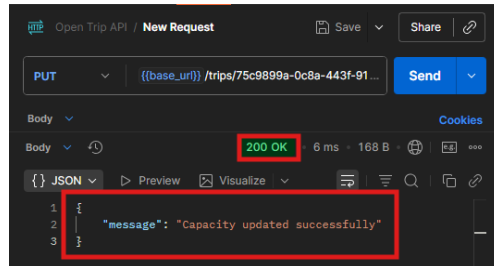 HTTP Open Trip API / New Request Save Share
PUT {{base_url}} /trips/75c9899a-0c8a-443f-91... Send
Body Cookies
Body 200 OK • 6 ms • 168 B • e.g.
{} JSON Preview Visualize
1 {
2 "message": "Capacity updated successfully"
3 }